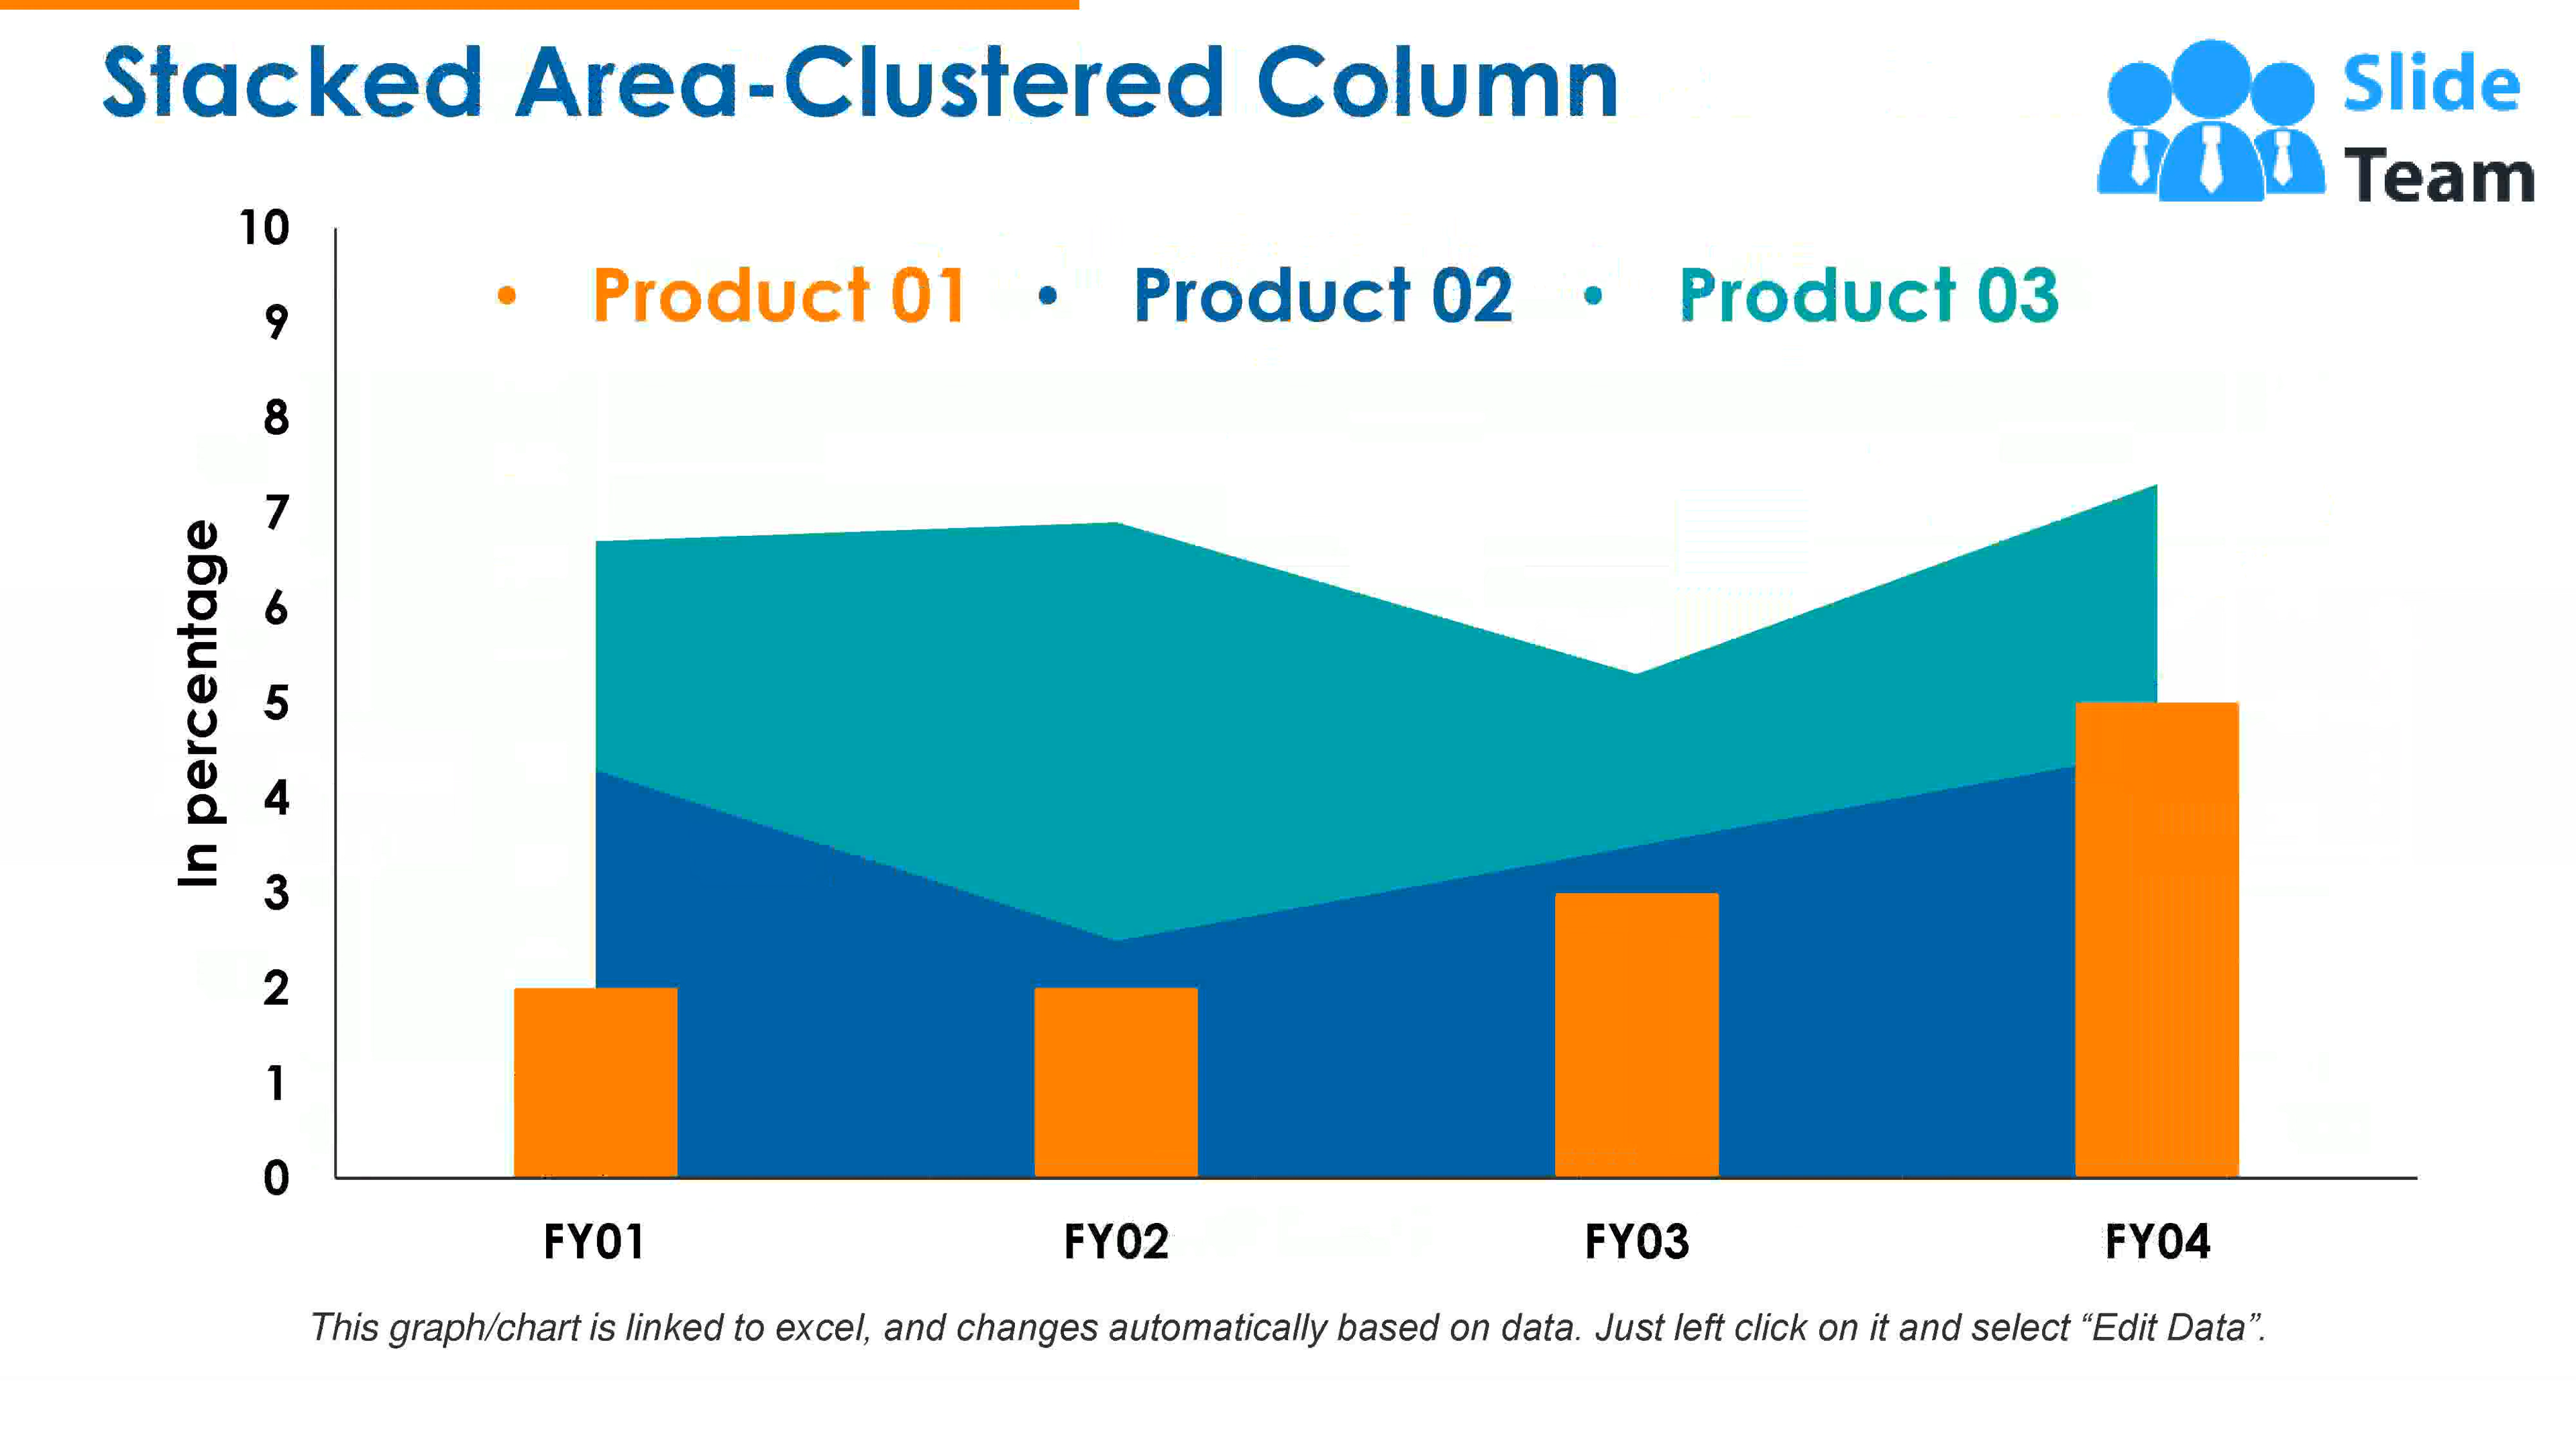 Stacked Area-Clustered Column
Slide
Team
10
• Product 01 • Product 02 • Product 03
9
8
7
6
5
4
3
2
1
0
In percentage
FY01 FY02 FY03 FY04
This graph/chart is linked to excel, and changes automatically based on data. Just left click on it and select “Edit Data”.